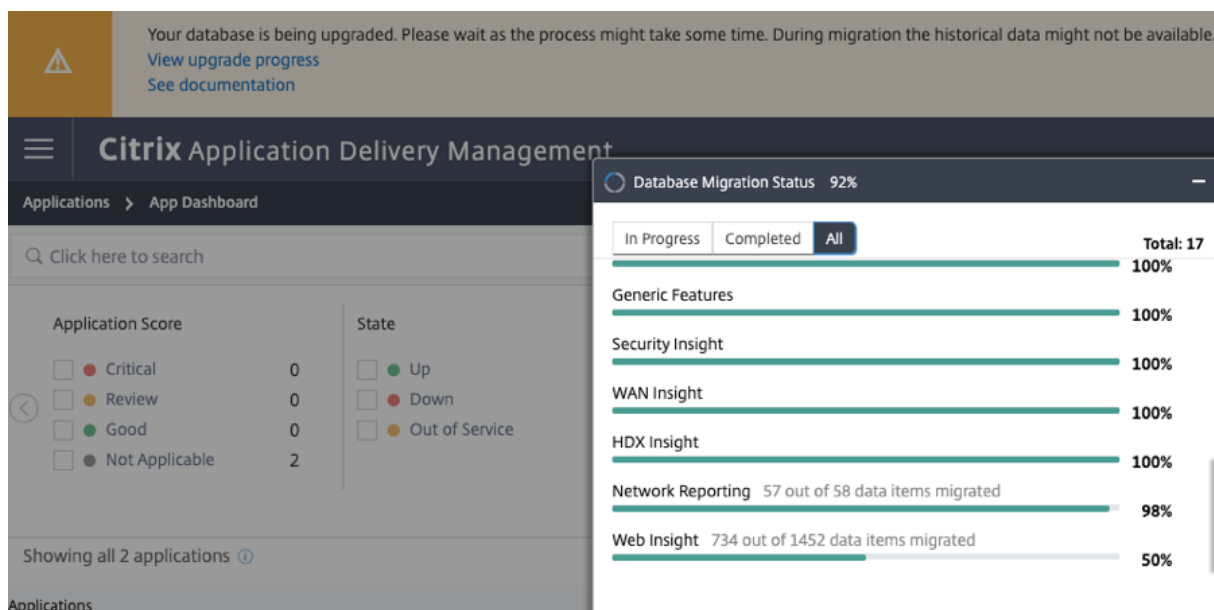 Your database is being upgraded. Please wait as the process might take some time. During migration the historical data might not be available.
View upgrade progress
See documentation
Citrix Application Delivery Management
Applications > App Dashboard
Click here to search
Application Score
Critical 0
Review 0
Good 0
Not Applicable 2
State
Up
Down
Out of Service
Showing all 2 applications
Applications
Database Migration Status 92%
In Progress Completed All Total: 17
100%
Generic Features
100%
Security Insight
100%
WAN Insight
100%
HDX Insight
100%
Network Reporting 57 out of 58 data items migrated
98%
Web Insight 734 out of 1452 data items migrated
50%